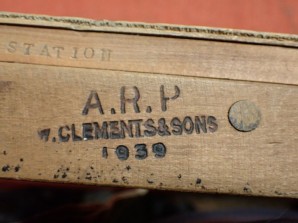 STATION
A.R.P
W.CLEMENTS&SONS
1939